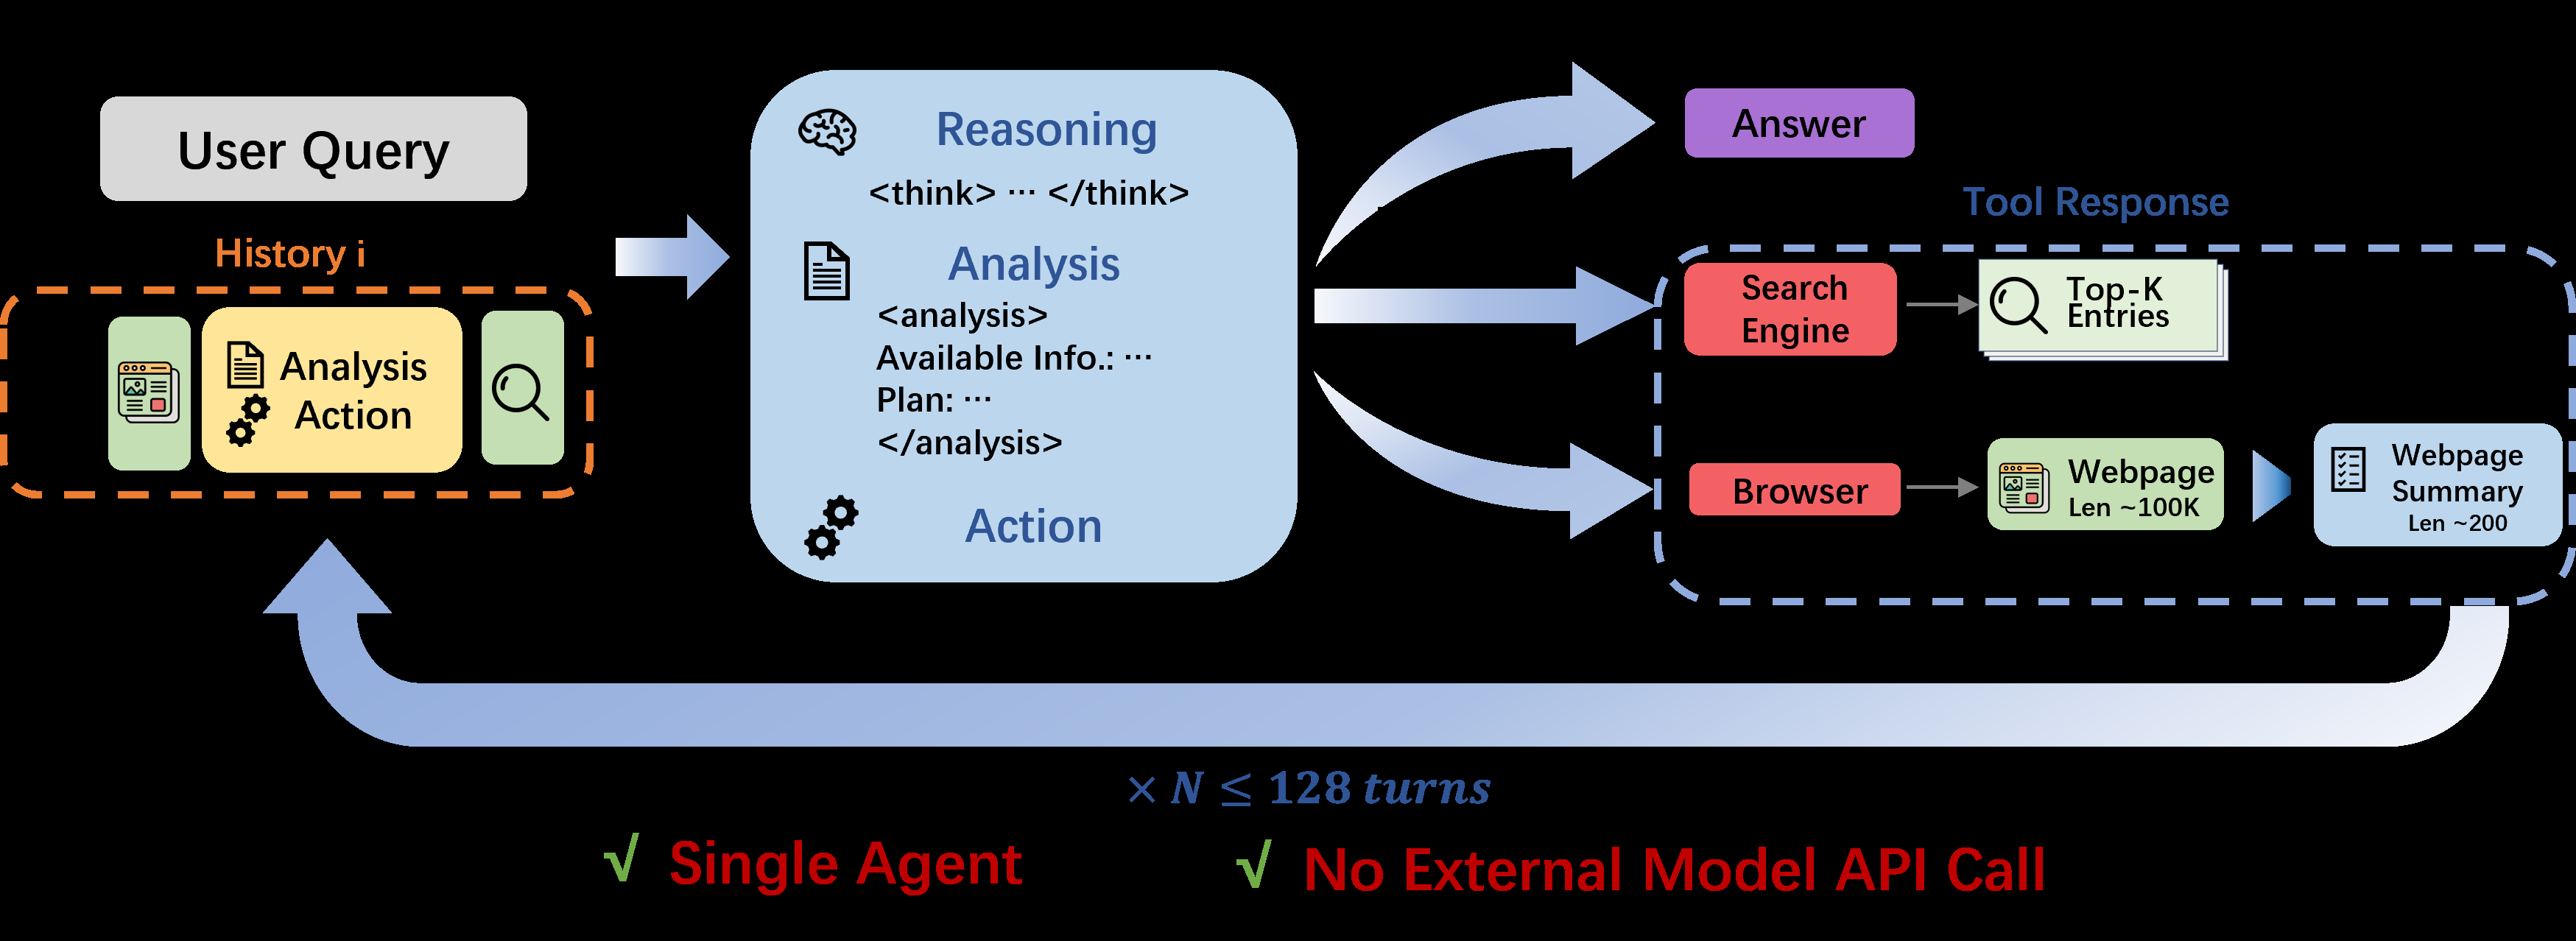 User Query
History i
Analysis
Action
Reasoning
<think> ··· </think>
Analysis
<analysis>
Available Info.: ···
Plan: ···
</analysis>
Action
Answer
Tool Response
Search
Engine
Top-K
Entries
Browser
Webpage
Len ~100K
Webpage
Summary
Len ~200
× N ≤ 128 turns
√ Single Agent
√ No External Model API Call